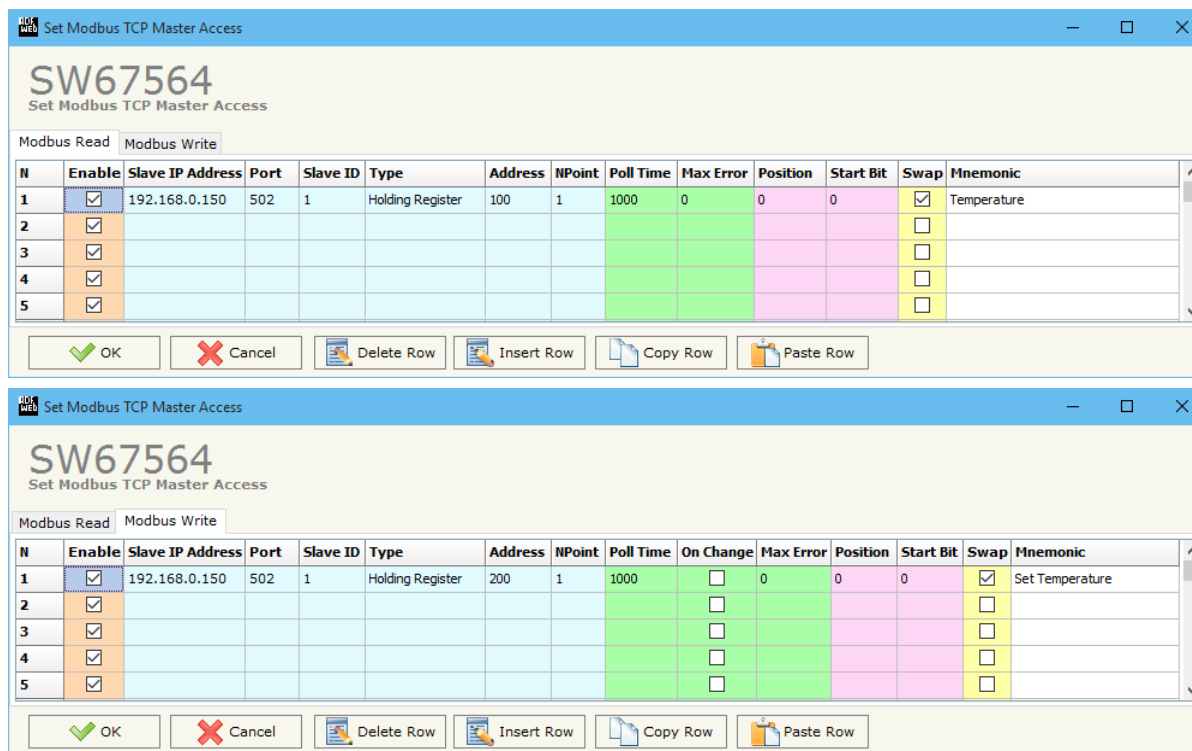 ADF WEB Set Modbus TCP Master Access
SW67564
Set Modbus TCP Master Access
Modbus Read Modbus Write
N Enable Slave IP Address Port Slave ID Type Address NPoint Poll Time Max Error Position Start Bit Swap Mnemonic
1 192.168.0.150 502 1 Holding Register 100 1 1000 0 0 0 Temperature
2
3
4
5
OK Cancel Delete Row Insert Row Copy Row Paste Row
ADF WEB Set Modbus TCP Master Access
SW67564
Set Modbus TCP Master Access
Modbus Read Modbus Write
N Enable Slave IP Address Port Slave ID Type Address NPoint Poll Time On Change Max Error Position Start Bit Swap Mnemonic
1 192.168.0.150 502 1 Holding Register 200 1 1000 0 0 0 Set Temperature
2
3
4
5
OK Cancel Delete Row Insert Row Copy Row Paste Row